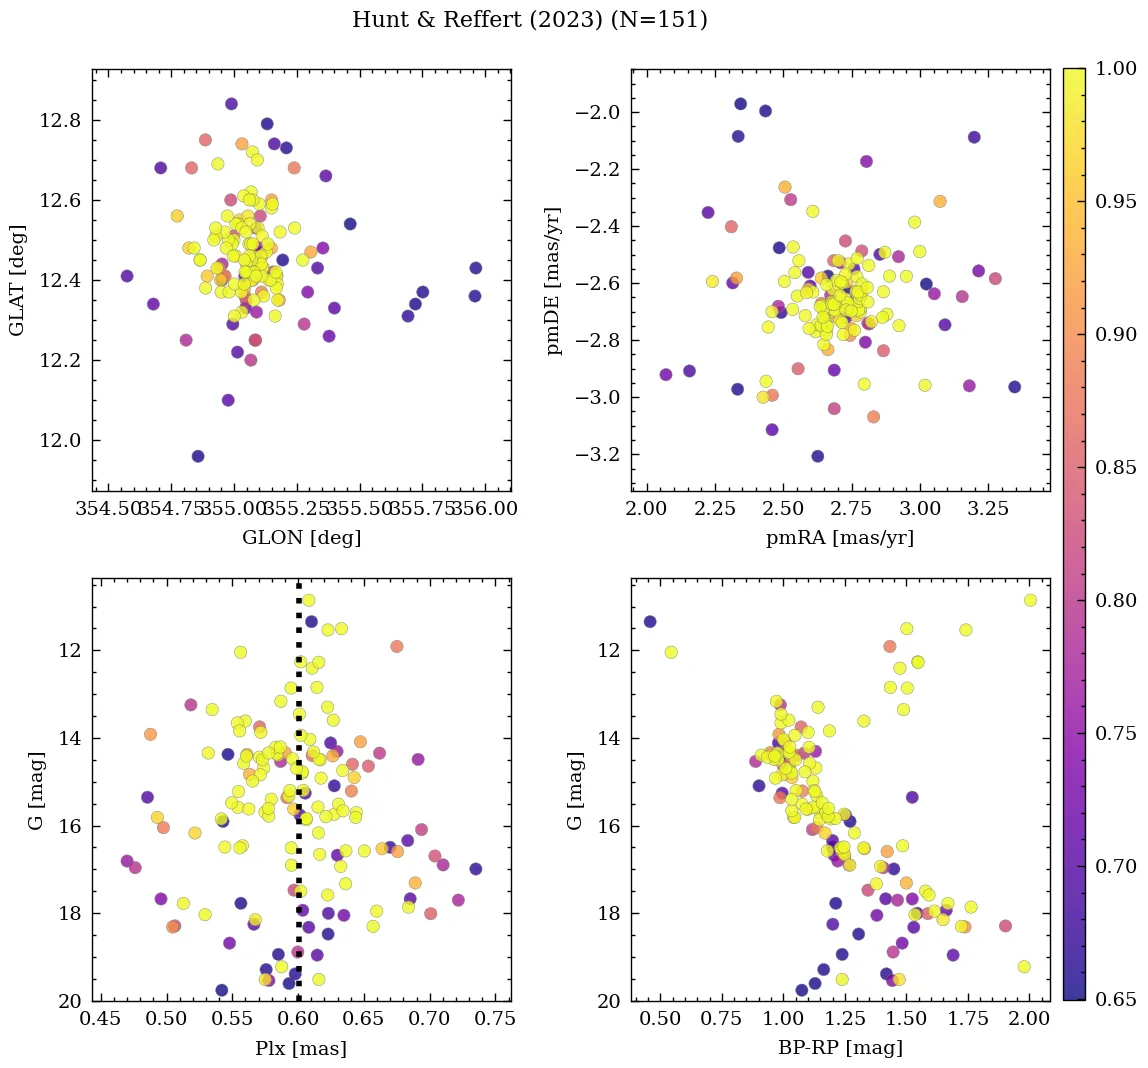 Hunt & Reffert (2023) (N=151)
12.8
12.6
12.4
12.2
12.0
GLAT [deg]
354.50 354.75 355.00 355.25 355.50 355.75 356.00
GLON [deg]
−2.0
−2.2
−2.4
−2.6
−2.8
−3.0
−3.2
pmDE [mas/yr]
2.00 2.25 2.50 2.75 3.00 3.25
pmRA [mas/yr]
12
14
16
18
20
G [mag]
0.45 0.50 0.55 0.60 0.65 0.70 0.75
Plx [mas]
12
14
16
18
20
G [mag]
0.50 0.75 1.00 1.25 1.50 1.75 2.00
BP-RP [mag]
1.00
0.95
0.90
0.85
0.80
0.75
0.70
0.65